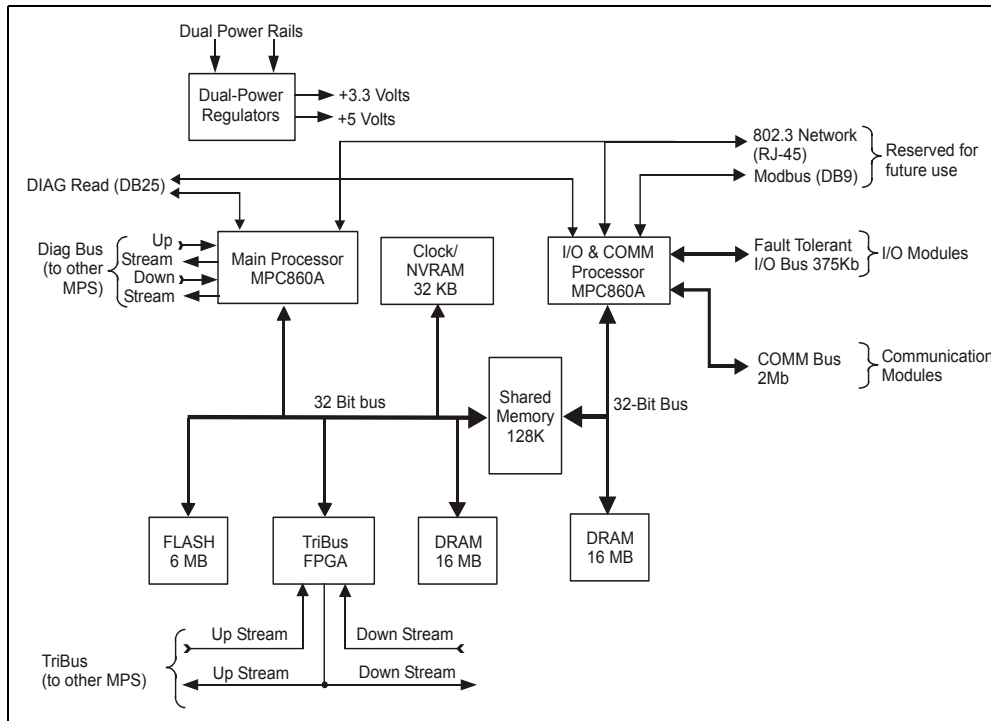 Dual Power Rails
Dual-Power
Regulators
+3.3 Volts
+5 Volts
802.3 Network
(RJ-45)
Modbus (DB9)
Reserved for
future use
DIAG Read (DB25)
Diag Bus
(to other
MPS)
Up
Stream
Down
Stream
Main Processor
MPC860A
Clock/
NVRAM
32 KB
I/O & COMM
Processor
MPC860A
Fault Tolerant
I/O Bus 375Kb
I/O Modules
COMM Bus
2Mb
Communication
Modules
32 Bit bus
Shared
Memory
128K
32-Bit Bus
FLASH
6 MB
TriBus
FPGA
DRAM
16 MB
DRAM
16 MB
TriBus
(to other MPS)
Up Stream
Down Stream
Up Stream
Down Stream